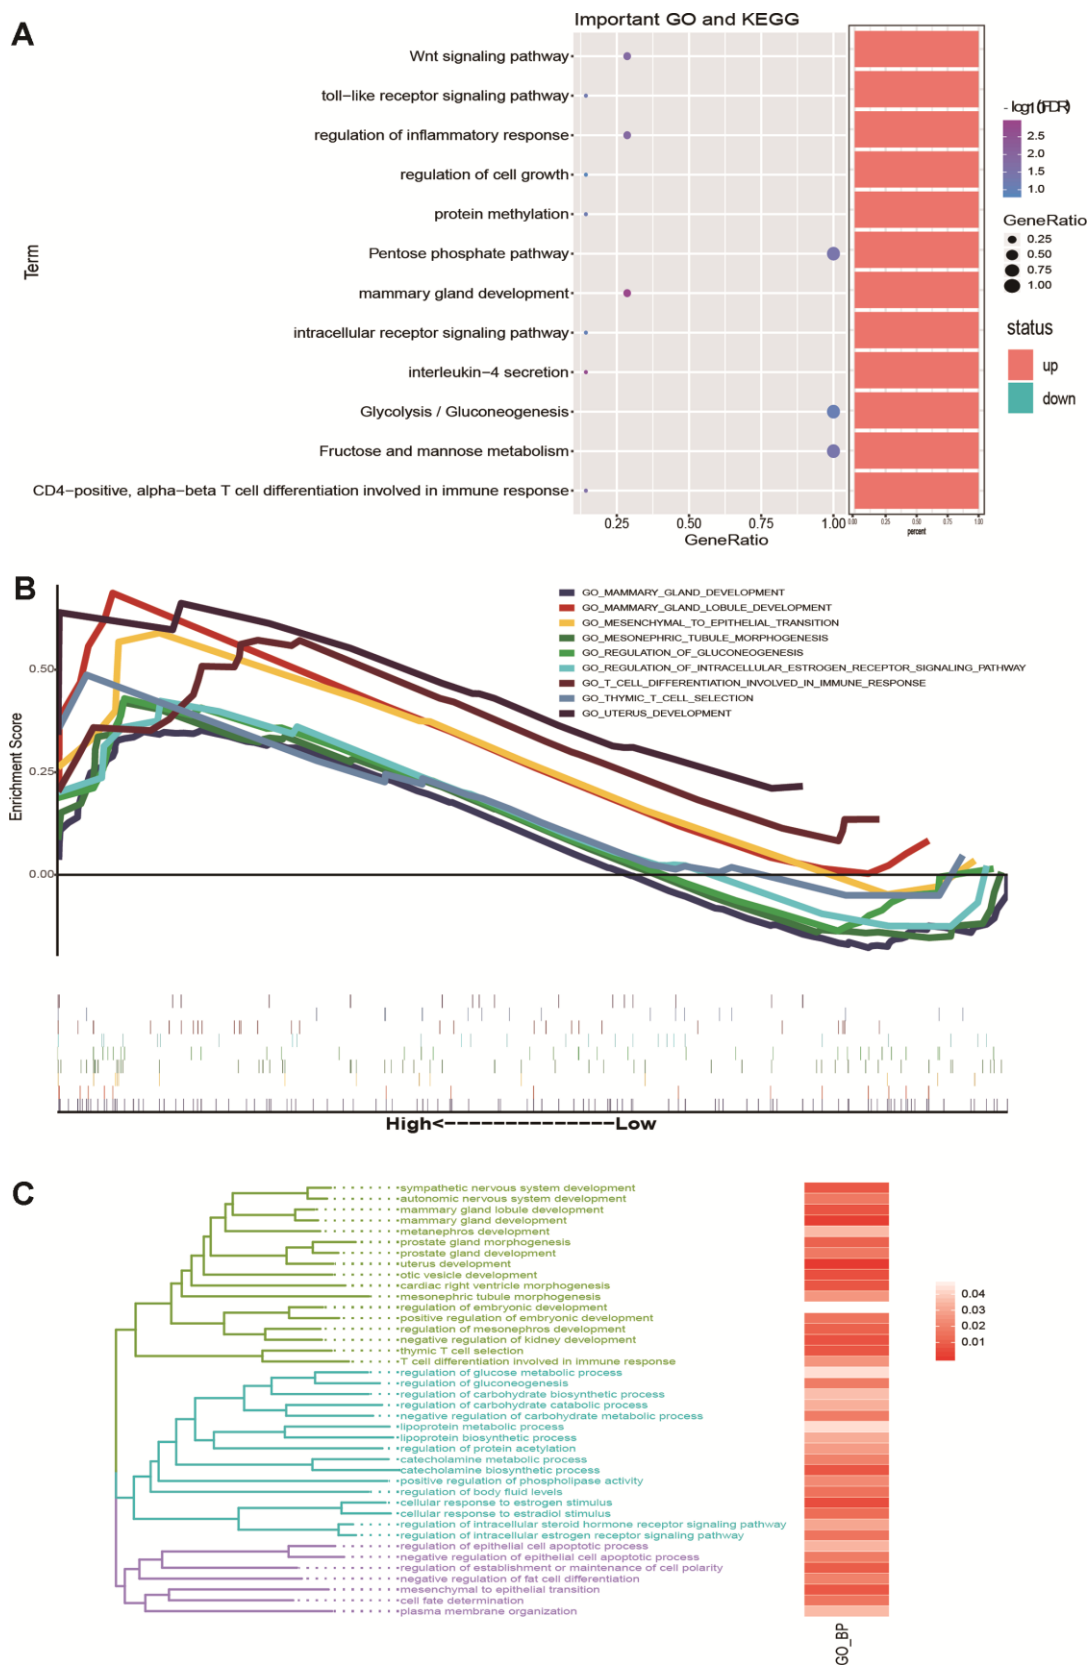 A
Important GO and KEGG
Term
Wnt signaling pathway
toll-like receptor signaling pathway
regulation of inflammatory response
regulation of cell growth
protein methylation
Pentose phosphate pathway
mammary gland development
intracellular receptor signaling pathway
interleukin-4 secretion
Glycolysis / Gluconeogenesis
Fructose and mannose metabolism
CD4-positive, alpha-beta T cell differentiation involved in immune response
0.25 0.50 0.75 1.00
GeneRatio
0.00 0.25 0.50 0.75 1.00
percent
-log10(FDR)
2.5
2.0
1.5
1.0
GeneRatio
0.25
0.50
0.75
1.00
status
up
down
B
Enrichment Score
0.50
0.25
0.00
GO_MAMMARY_GLAND_DEVELOPMENT
GO_MAMMARY_GLAND_LOBULE_DEVELOPMENT
GO_MESENCHYMAL_TO_EPITHELIAL_TRANSITION
GO_MESONEPHRIC_TUBULE_MORPHOGENESIS
GO_REGULATION_OF_GLUCONEOGENESIS
GO_REGULATION_OF_INTRACELLULAR_ESTROGEN_RECEPTOR_SIGNALING_PATHWAY
GO_T_CELL_DIFFERENTIATION_INVOLVED_IN_IMMUNE_RESPONSE
GO_THYMIC_T_CELL_SELECTION
GO_UTERUS_DEVELOPMENT
High<--------------Low
C
sympathetic nervous system development
autonomic nervous system development
mammary gland lobule development
mammary gland development
metanephros development
prostate gland morphogenesis
prostate gland development
uterus development
otic vesicle development
cardiac right ventricle morphogenesis
mesonephric tubule morphogenesis
regulation of embryonic development
positive regulation of embryonic development
regulation of mesonephros development
negative regulation of kidney development
thymic T cell selection
T cell differentiation involved in immune response
regulation of glucose metabolic process
regulation of gluconeogenesis
regulation of carbohydrate biosynthetic process
regulation of carbohydrate catabolic process
negative regulation of carbohydrate metabolic process
lipoprotein metabolic process
lipoprotein biosynthetic process
regulation of protein acetylation
catecholamine metabolic process
catecholamine biosynthetic process
positive regulation of phospholipase activity
regulation of body fluid levels
cellular response to estrogen stimulus
cellular response to estradiol stimulus
regulation of intracellular steroid hormone receptor signaling pathway
regulation of intracellular estrogen receptor signaling pathway
regulation of epithelial cell apoptotic process
negative regulation of epithelial cell apoptotic process
regulation of establishment or maintenance of cell polarity
negative regulation of fat cell differentiation
mesenchymal to epithelial transition
cell fate determination
plasma membrane organization
0.04
0.03
0.02
0.01
GO_BP